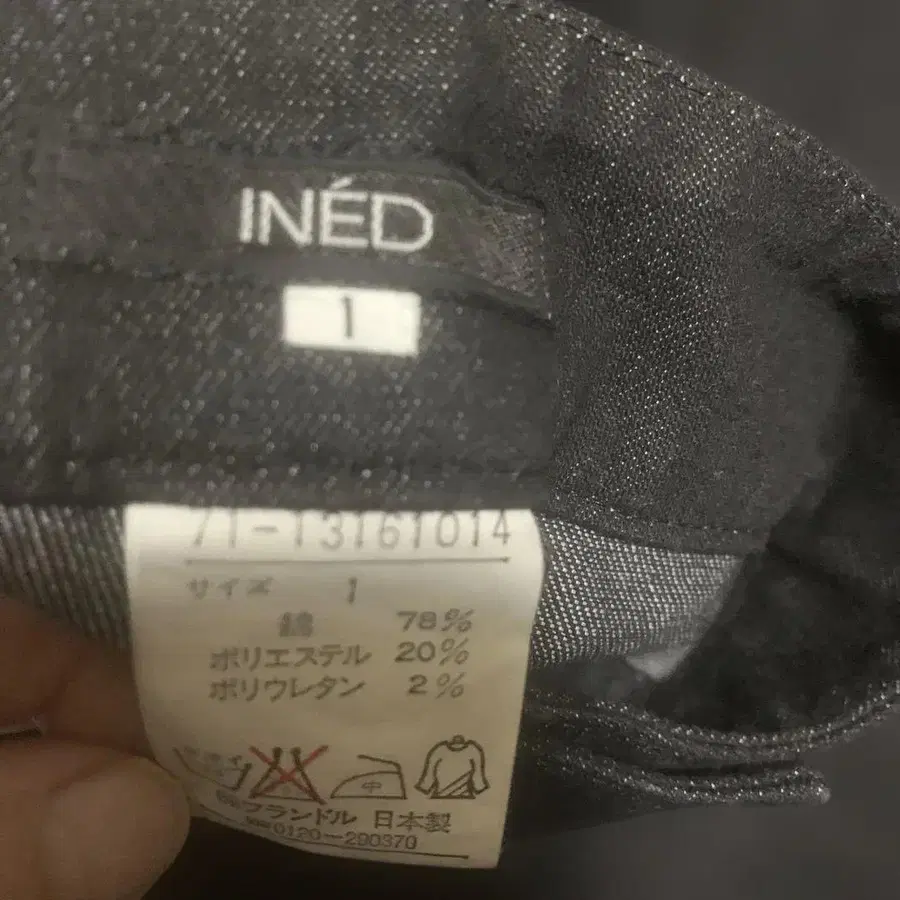 INÉD
1
71-13161014
サイズ 1
綿 78%
ポリエステル 20%
ポリウレタン 2%
中
㈱フランドル 日本製
0120-290370